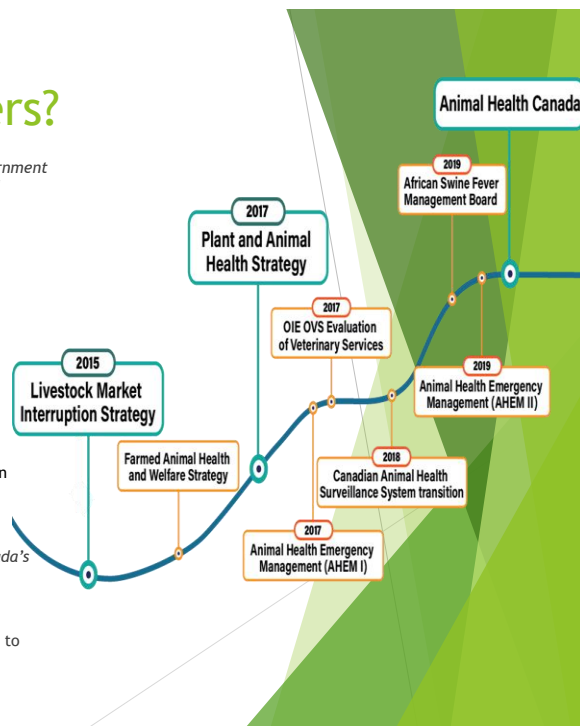 ers?
rnment
n
da's
to
2015
Livestock Market
Interruption Strategy
Farmed Animal Health
and Welfare Strategy
2017
Plant and Animal
Health Strategy
2017
Animal Health Emergency
Management (AHEM I)
2017
OIE OVS Evaluation
of Veterinary Services
2018
Canadian Animal Health
Surveillance System transition
2019
African Swine Fever
Management Board
2019
Animal Health Emergency
Management (AHEM II)
Animal Health Canada